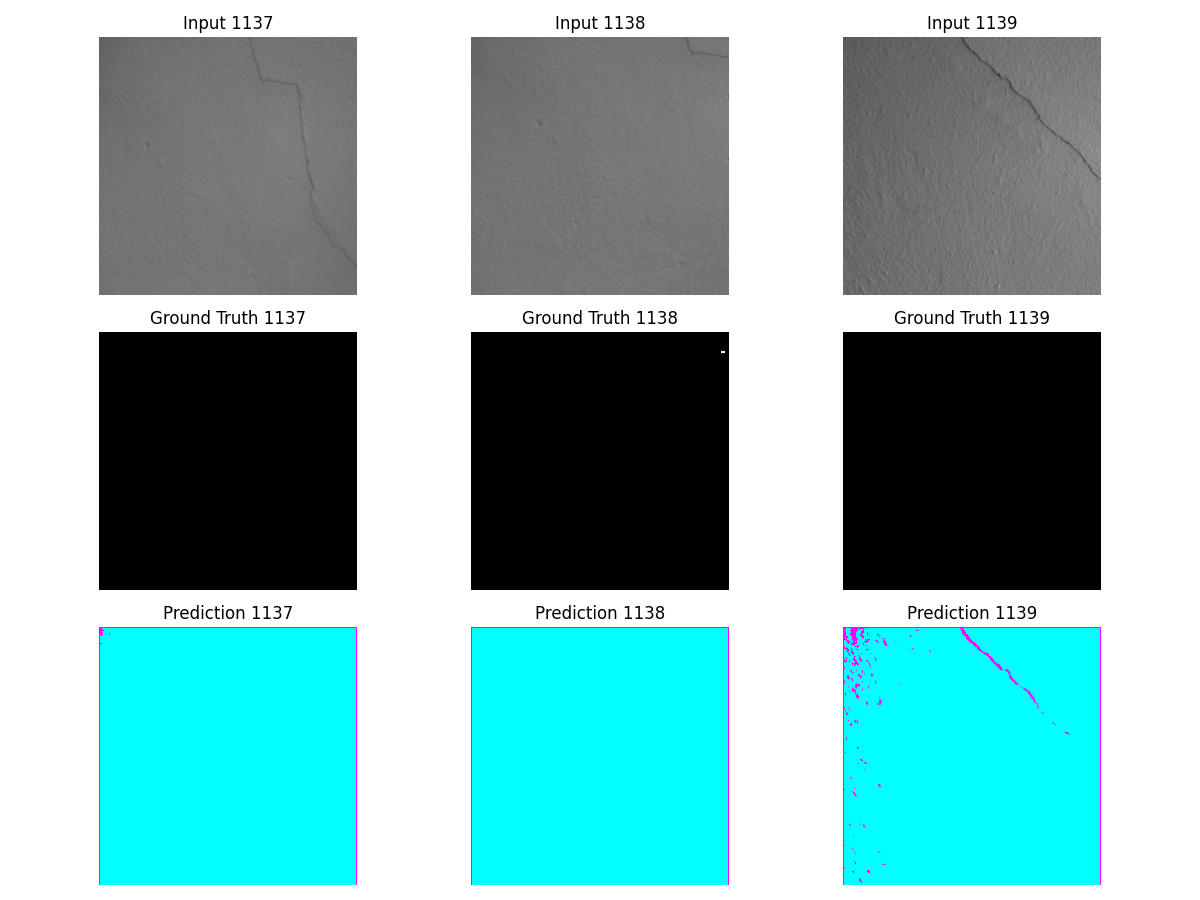 Input 1137
Input 1138
Input 1139
Ground Truth 1137
Ground Truth 1138
Ground Truth 1139
Prediction 1137
Prediction 1138
Prediction 1139